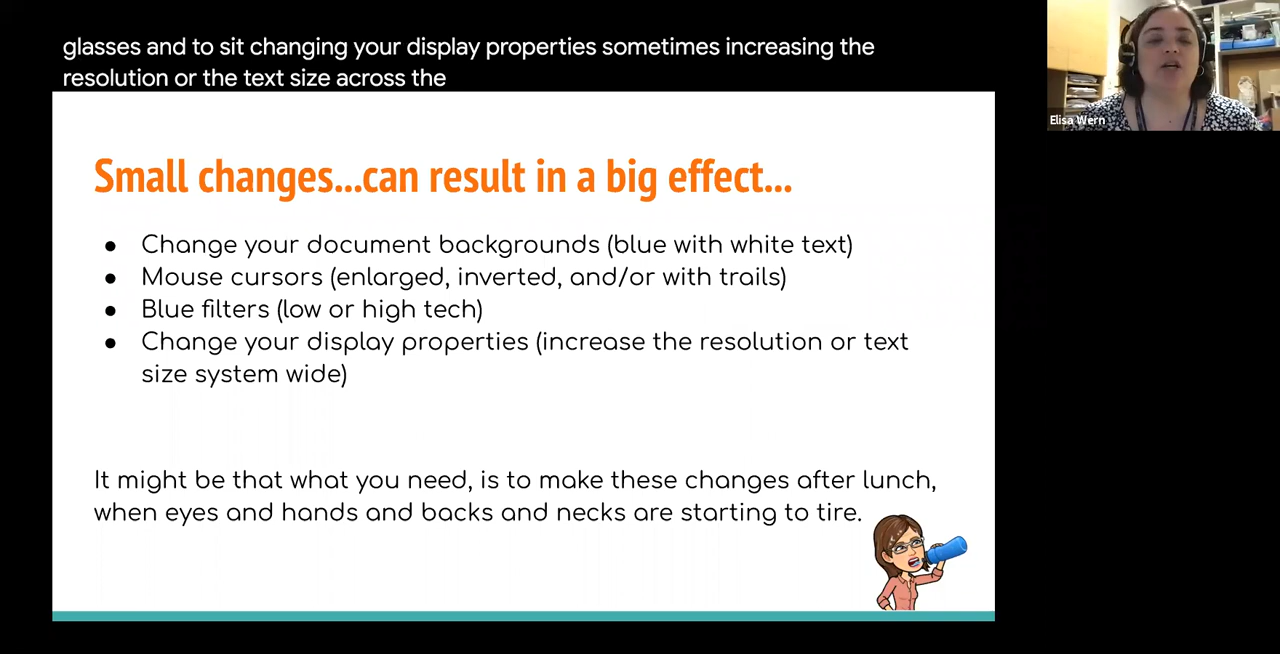 glasses and to sit changing your display properties sometimes increasing the
resolution or the text size across the
Elisa Wern
Small changes...can result in a big effect...
● Change your document backgrounds (blue with white text)
● Mouse cursors (enlarged, inverted, and/or with trails)
● Blue filters (low or high tech)
● Change your display properties (increase the resolution or text
size system wide)
It might be that what you need, is to make these changes after lunch,
when eyes and hands and backs and necks are starting to tire.